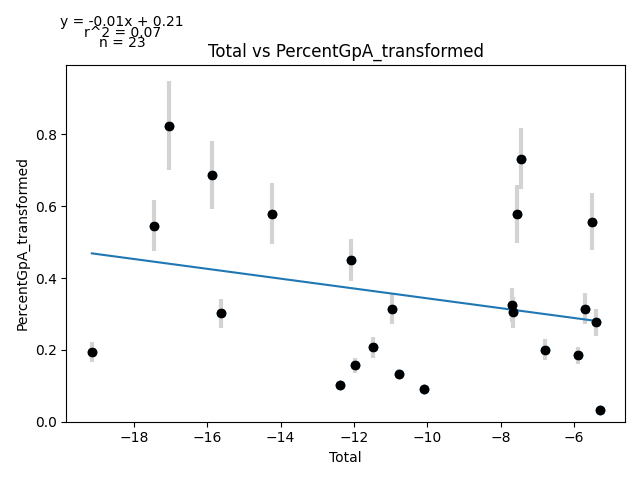 y = -0.01x + 0.21
r^2 = 0.07
n = 23
Total vs PercentGpA_transformed
PercentGpA_transformed
0.8
0.6
0.4
0.2
0.0
−18
−16
−14
−12
−10
−8
−6
Total